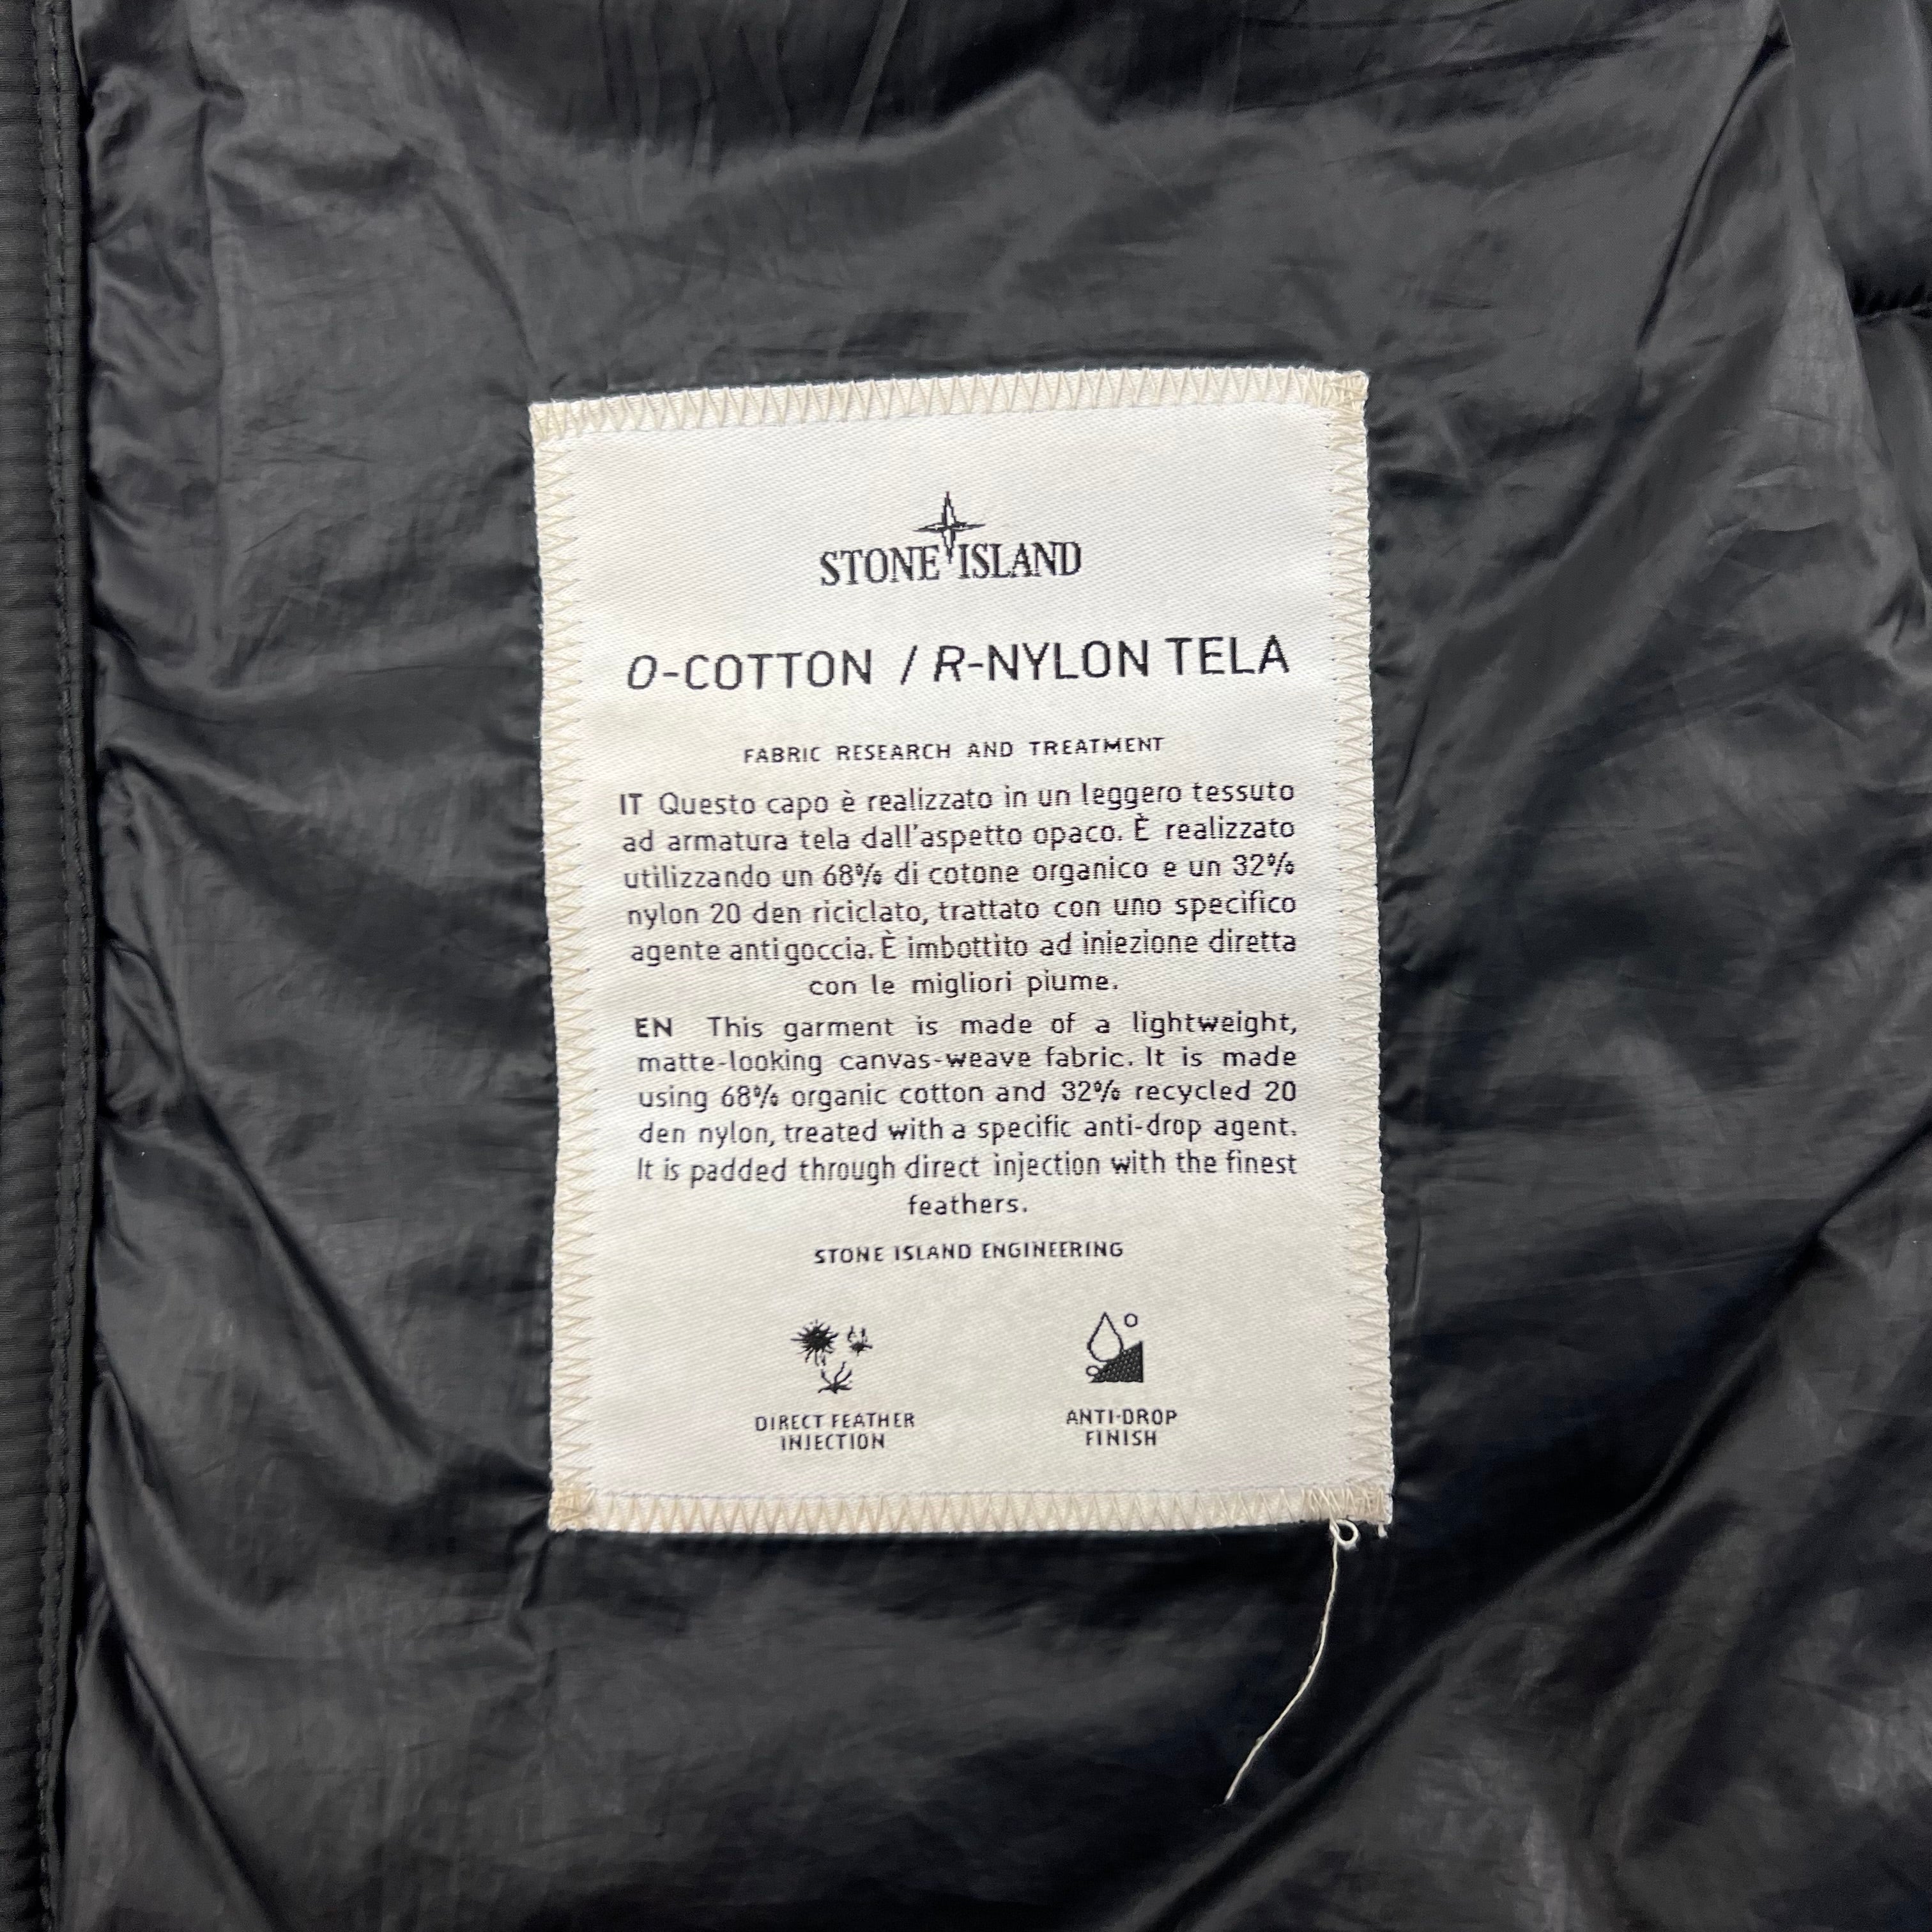 STONE ISLAND
O-COTTON / R-NYLON TELA
FABRIC RESEARCH AND TREATMENT
IT Questo capo è realizzato in un leggero tessuto
ad armatura tela dall'aspetto opaco. È realizzato
utilizzando un 68% di cotone organico e un 32%
nylon 20 den riciclato, trattato con uno specifico
agente antigoccia. È imbottito ad iniezione diretta
con le migliori piume.
EN This garment is made of a lightweight,
matte-looking canvas-weave fabric. It is made
using 68% organic cotton and 32% recycled 20
den nylon, treated with a specific anti-drop agent.
It is padded through direct injection with the finest
feathers.
STONE ISLAND ENGINEERING
DIRECT FEATHER
INJECTION
ANTI-DROP
FINISH